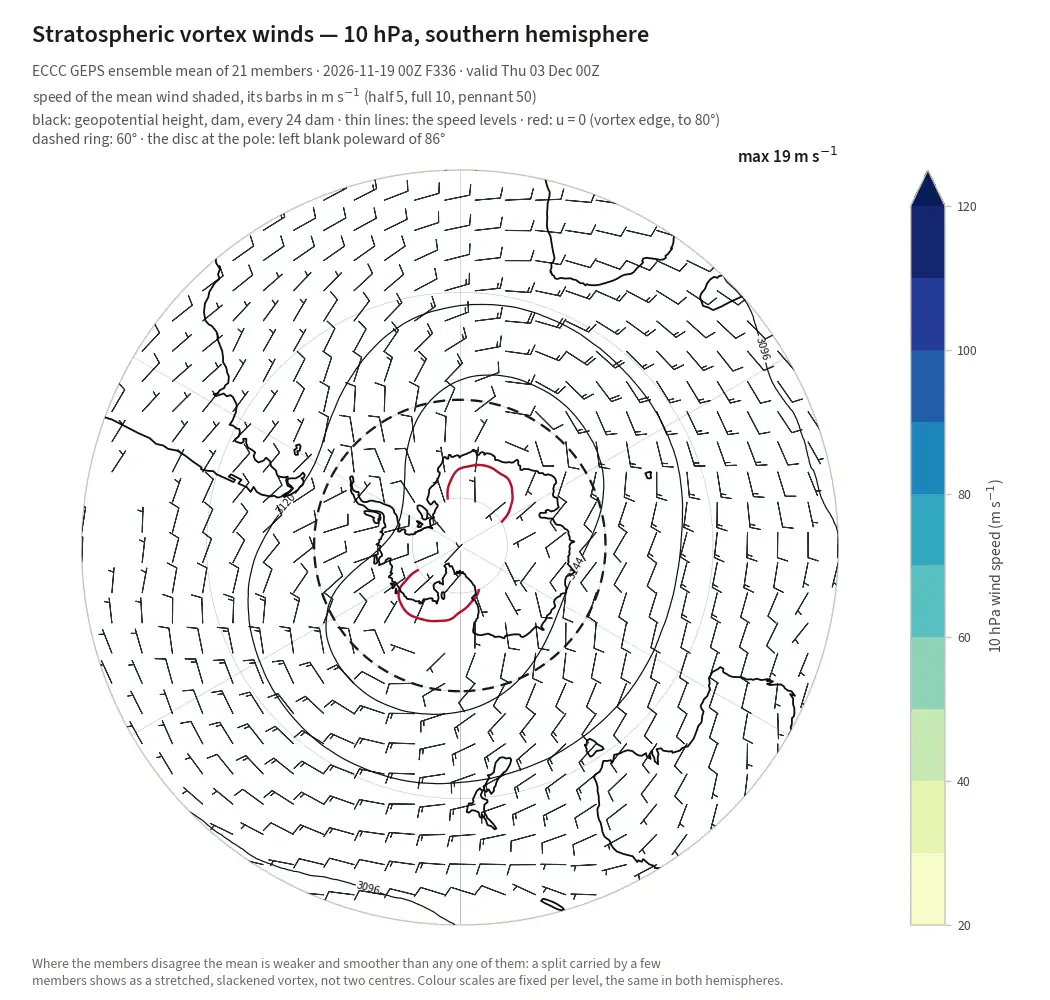 Stratospheric vortex winds — 10 hPa, southern hemisphere
ECCC GEPS ensemble mean of 21 members · 2026-11-19 00Z F336 · valid Thu 03 Dec 00Z
speed of the mean wind shaded, its barbs in m s⁻¹ (half 5, full 10, pennant 50)
black: geopotential height, dam, every 24 dam · thin lines: the speed levels · red: u = 0 (vortex edge, to 80°)
dashed ring: 60° · the disc at the pole: left blank poleward of 86°
max 19 m s⁻¹
120
100
80
60
40
20
10 hPa wind speed (m s⁻¹)
3096
3120
3096
Where the members disagree the mean is weaker and smoother than any one of them: a split carried by a few
members shows as a stretched, slackened vortex, not two centres. Colour scales are fixed per level, the same in both hemispheres.